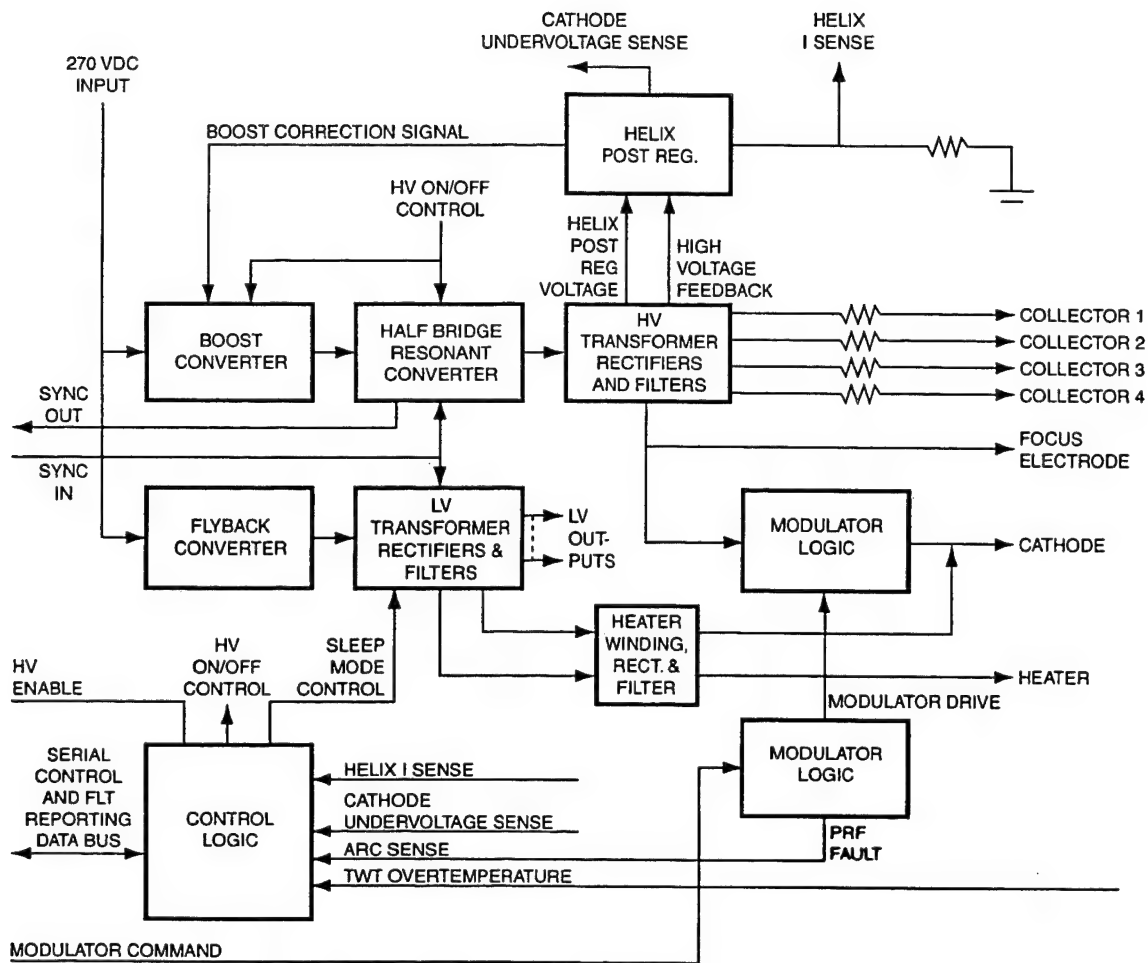 CATHODE
UNDERVOLTAGE SENSE
HELIX
I SENSE
270 VDC
INPUT
BOOST CORRECTION SIGNAL
HELIX
POST REG.
HV ON/OFF
CONTROL
HELIX
POST
REG
VOLTAGE
HIGH
VOLTAGE
FEEDBACK
BOOST
CONVERTER
HALF BRIDGE
RESONANT
CONVERTER
HV
TRANSFORMER
RECTIFIERS
AND FILTERS
COLLECTOR 1
COLLECTOR 2
COLLECTOR 3
COLLECTOR 4
SYNC
OUT
SYNC
IN
FOCUS
ELECTRODE
FLYBACK
CONVERTER
LV
TRANSFORMER
RECTIFIERS &
FILTERS
LV
OUT-
PUTS
MODULATOR
LOGIC
CATHODE
HEATER
WINDING,
RECT. &
FILTER
HEATER
HV
ENABLE
HV
ON/OFF
CONTROL
SLEEP
MODE
CONTROL
MODULATOR DRIVE
MODULATOR
LOGIC
SERIAL
CONTROL
AND FLT
REPORTING
DATA BUS
CONTROL
LOGIC
HELIX I SENSE
CATHODE
UNDERVOLTAGE SENSE
ARC SENSE
TWT OVERTEMPERATURE
PRF
FAULT
MODULATOR COMMAND